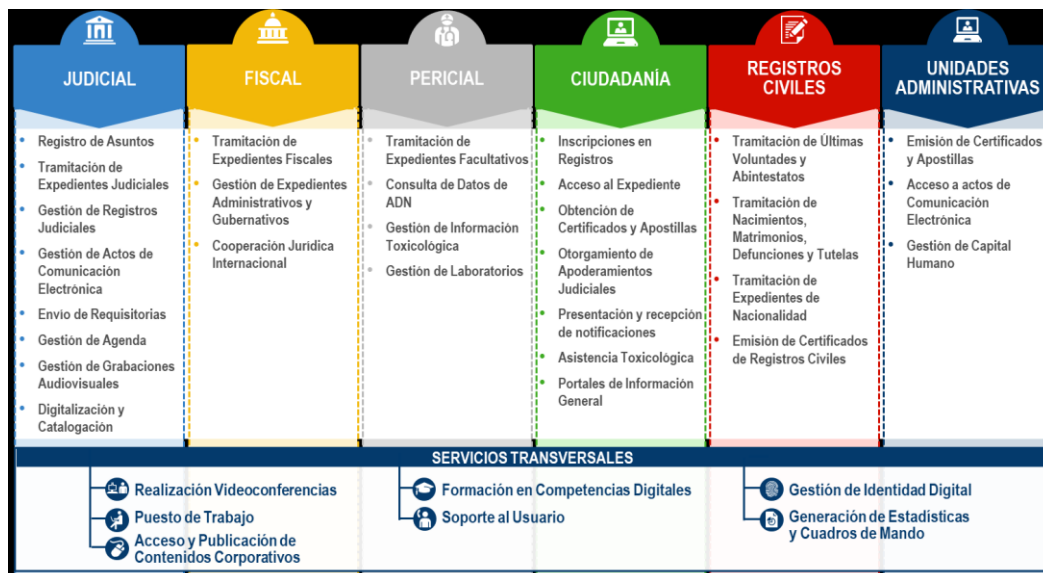 JUDICIAL
Registro de Asuntos
Tramitación de
Expedientes Judiciales
Gestión de Registros
Judiciales
Gestión de Actos de
Comunicación
Electrónica
Envío de Requisitorias
Gestión de Agenda
Gestión de Grabaciones
Audiovisuales
Digitalización y
Catalogación
FISCAL
Tramitación de
Expedientes Fiscales
Gestión de Expedientes
Administrativos y
Gubernativos
Cooperación Jurídica
Internacional
PERICIAL
Tramitación de
Expedientes Facultativos
Consulta de Datos de
ADN
Gestión de Información
Toxicológica
Gestión de Laboratorios
CIUDADANÍA
Inscripciones en
Registros
Acceso al Expediente
Obtención de
Certificados y Apostillas
Otorgamiento de
Apoderamientos
Judiciales
Presentación y recepción
de notificaciones
Asistencia Toxicológica
Portales de Información
General
REGISTROS
CIVILES
Tramitación de Últimas
Voluntades y
Abintestatos
Tramitación de
Nacimientos,
Matrimonios,
Defunciones y Tutelas
Tramitación de
Expedientes de
Nacionalidad
Emisión de Certificados
de Registros Civiles
UNIDADES
ADMINISTRATIVAS
Emisión de Certificados
y Apostillas
Acceso a actos de
Comunicación
Electrónica
Gestión de Capital
Humano
SERVICIOS TRANSVERSALES
Realización Videoconferencias
Puesto de Trabajo
Acceso y Publicación de
Contenidos Corporativos
Formación en Competencias Digitales
Soporte al Usuario
Gestión de Identidad Digital
Generación de Estadísticas
y Cuadros de Mando